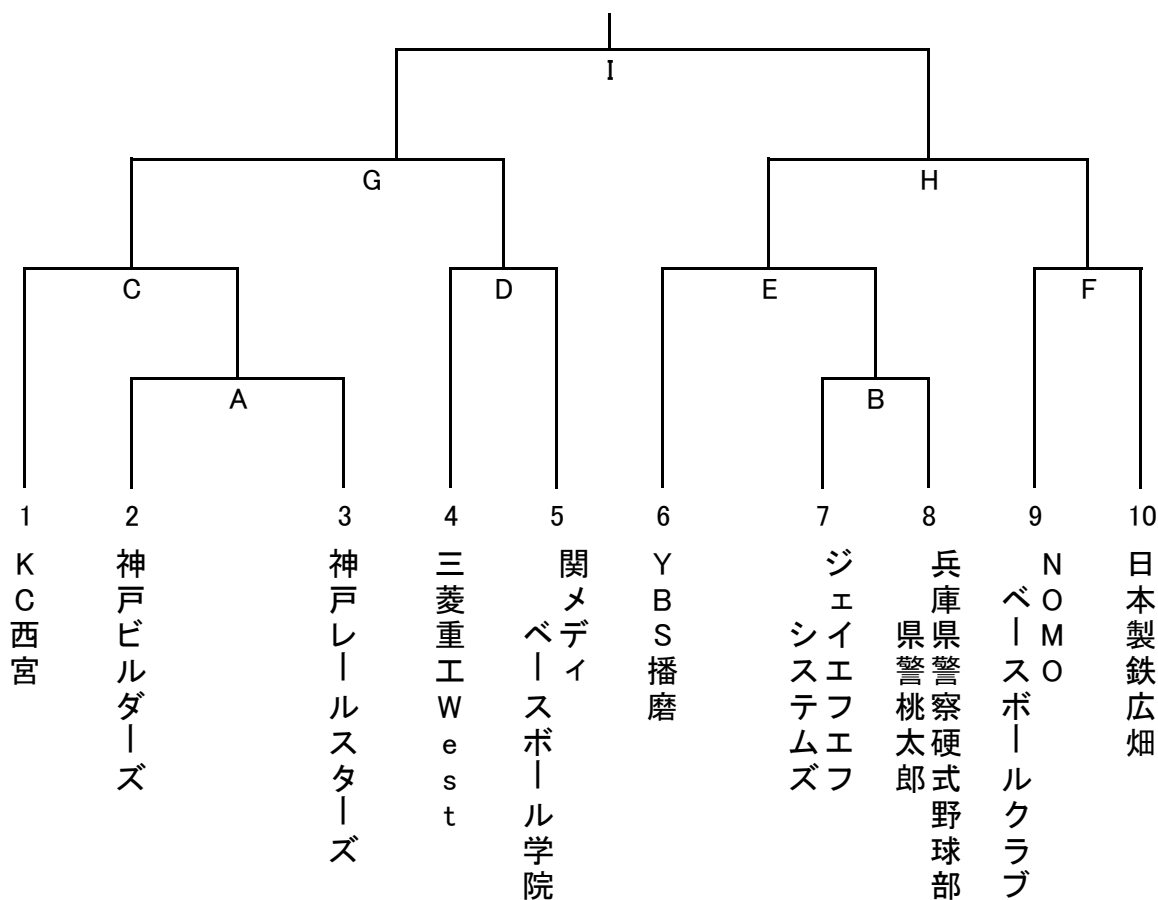 I
G
H
C
D
E
F
A
B
1
2
3
4
5
6
7
8
9
10
KC西宮
神戸ビルダーズ
神戸レールスターズ
三菱重工West
関メディ
ベースボール学院
YBS播磨
ジェイエフエフ
システムズ
兵庫県警察硬式野球部
県警桃太郎
NOMO
ベースボールクラブ
日本製鉄広畑